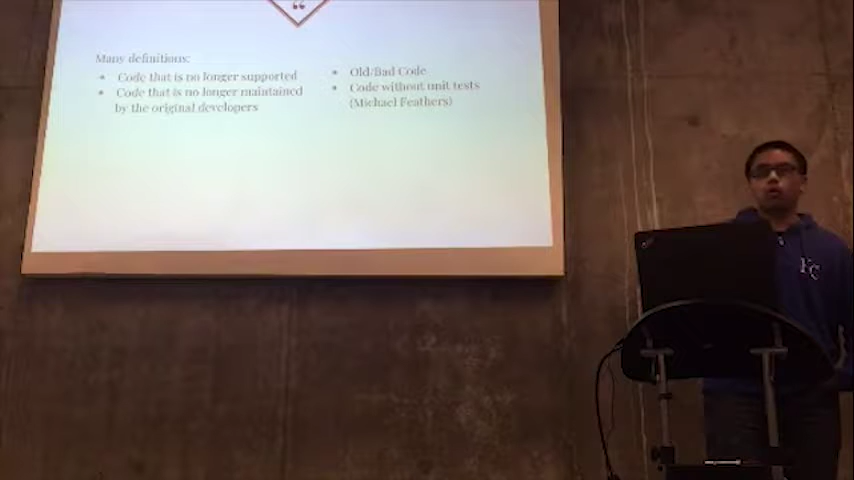 “
Many definitions:
• Code that is no longer supported
• Code that is no longer maintained
by the original developers
• Old/Bad Code
• Code without unit tests
(Michael Feathers)
KC